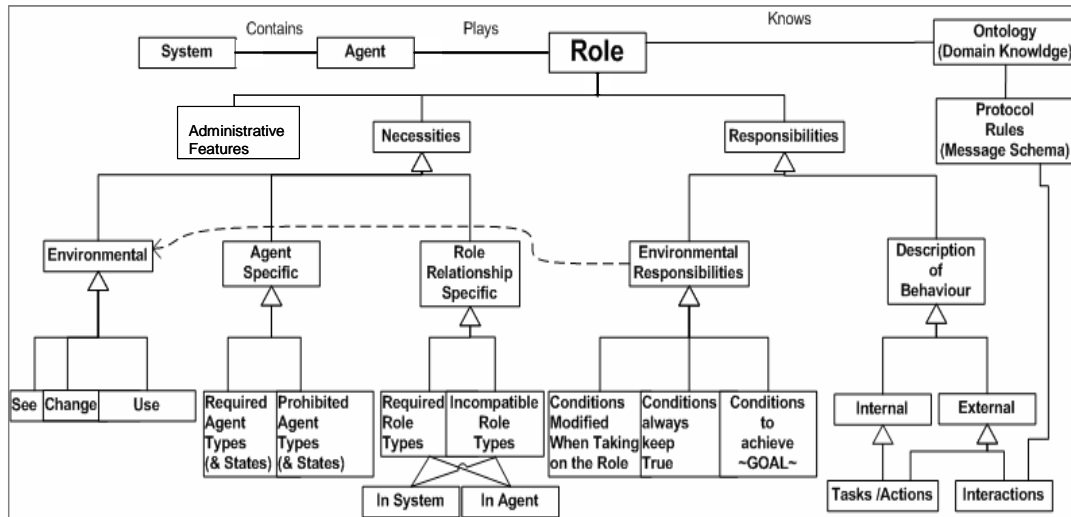 Contains
Plays
Knows
System
Agent
Role
Ontology
(Domain Knowldge)
Administrative
Features
Necessities
Responsibilities
Protocol
Rules
(Message Schema)
Environmental
Agent
Specific
Role
Relationship
Specific
Environmental
Responsibilities
Description
of
Behaviour
See
Change
Use
Required
Agent
Types
(& States)
Prohibited
Agent
Types
(& States)
Required
Role
Types
Incompatible
Role
Types
Conditions
Modified
When Taking
on the Role
Conditions
always
keep
True
Conditions
to
achieve
~GOAL~
Internal
External
In System
In Agent
Tasks /Actions
Interactions